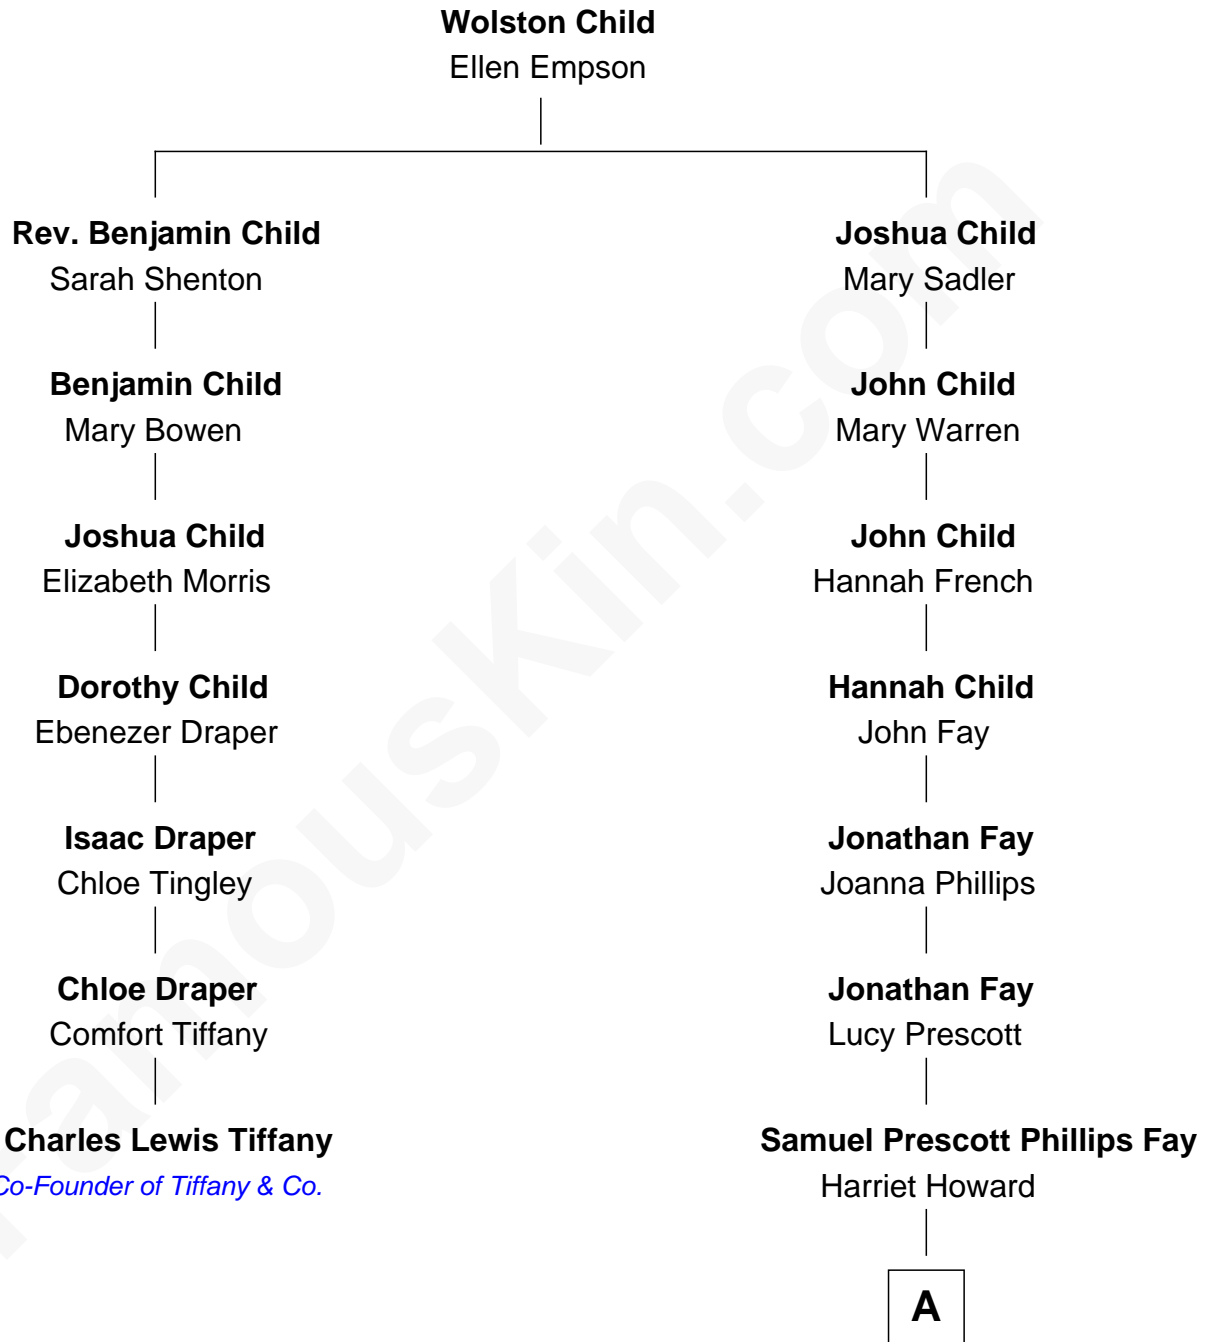 Wolston Child
Ellen Empson
Rev. Benjamin Child
Sarah Shenton
Joshua Child
Mary Sadler
Benjamin Child
Mary Bowen
John Child
Mary Warren
Joshua Child
Elizabeth Morris
John Child
Hannah French
Dorothy Child
Ebenezer Draper
Hannah Child
John Fay
Isaac Draper
Chloe Tingley
Jonathan Fay
Joanna Phillips
Chloe Draper
Comfort Tiffany
Jonathan Fay
Lucy Prescott
Charles Lewis Tiffany
Co-Founder of Tiffany & Co.
Samuel Prescott Phillips Fay
Harriet Howard
A
FamousKin.com